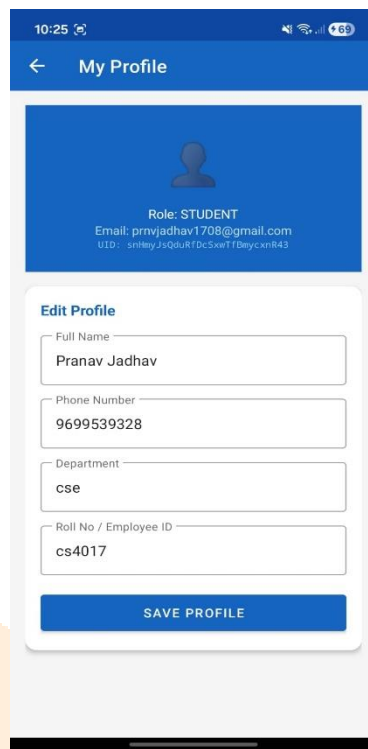 10:25
69
My Profile
Role: STUDENT
Email: prnvjadhav1708@gmail.com
UID: snHmyJsQduRfDcSxwTfBmycxnR43
Edit Profile
Full Name
Pranav Jadhav
Phone Number
9699539328
Department
cse
Roll No / Employee ID
cs4017
SAVE PROFILE